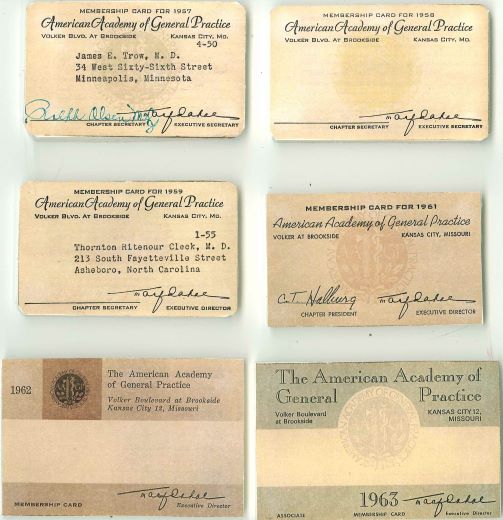 MEMBERSHIP CARD FOR 1957
American Academy of General Practice
VOLKER BLVD. AT BROOKSIDE KANSAS CITY, MO.
4-50
James E. Trow, M. D.
34 West Sixty-Sixth Street
Minneapolis, Minnesota
Ralph Olsen
CHAPTER SECRETARY EXECUTIVE SECRETARY
MEMBERSHIP CARD FOR 1958
American Academy of General Practice
VOLKER BLVD. AT BROOKSIDE KANSAS CITY, MO.
CHAPTER SECRETARY EXECUTIVE SECRETARY
MEMBERSHIP CARD FOR 1959
American Academy of General Practice
VOLKER BLVD. AT BROOKSIDE KANSAS CITY, MO.
1-55
Thornton Ritenour Cleck, M. D.
213 South Fayetteville Street
Asheboro, North Carolina
CHAPTER SECRETARY EXECUTIVE DIRECTOR
MEMBERSHIP CARD FOR 1961
American Academy of General Practice
VOLKER AT BROOKSIDE KANSAS CITY, MISSOURI
C.T. Hallburg
CHAPTER PRESIDENT EXECUTIVE DIRECTOR
1962
The American Academy
of General Practice
Volker Boulevard at Brookside
Kansas City 12, Missouri
MEMBERSHIP CARD Executive Director
The American Academy of
General Practice
Volker Boulevard
at Brookside
KANSAS CITY 12,
MISSOURI
1963
ASSOCIATE MEMBERSHIP CARD Executive Director